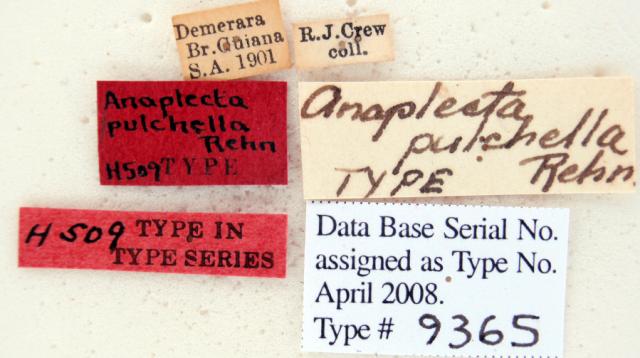 Demerara
Br. Guiana
S.A. 1901
R.J. Crew
coll.
Anaplecta
pulchella
Rehn
H509 TYPE
Anaplecta
pulchella
Rehn
TYPE
H 509 TYPE IN
TYPE SERIES
Data Base Serial No.
assigned as Type No.
April 2008.
Type # 9365